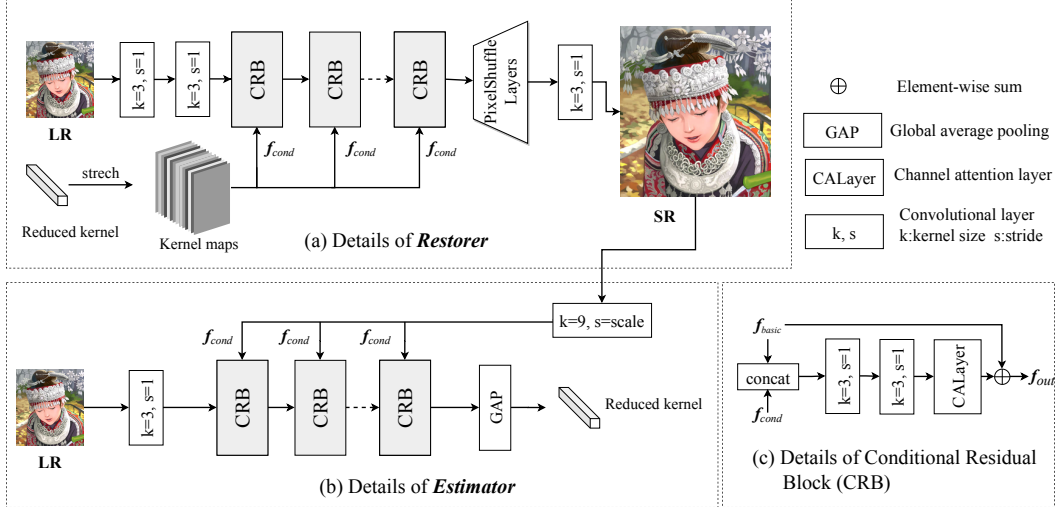 LR
k=3, s=1
k=3, s=1
CRB
CRB
CRB
PixelShuffle
Layers
k=3, s=1
SR
f_cond
f_cond
f_cond
strech
Reduced kernel
Kernel maps
(a) Details of Restorer
Element-wise sum
GAP
Global average pooling
CALayer
Channel attention layer
k, s
Convolutional layer
k:kernel size s:stride
k=9, s=scale
f_cond
f_cond
f_cond
LR
k=3, s=1
CRB
CRB
CRB
GAP
Reduced kernel
(b) Details of Estimator
f_basic
concat
f_cond
k=3, s=1
k=3, s=1
CALayer
f_out
(c) Details of Conditional Residual
Block (CRB)